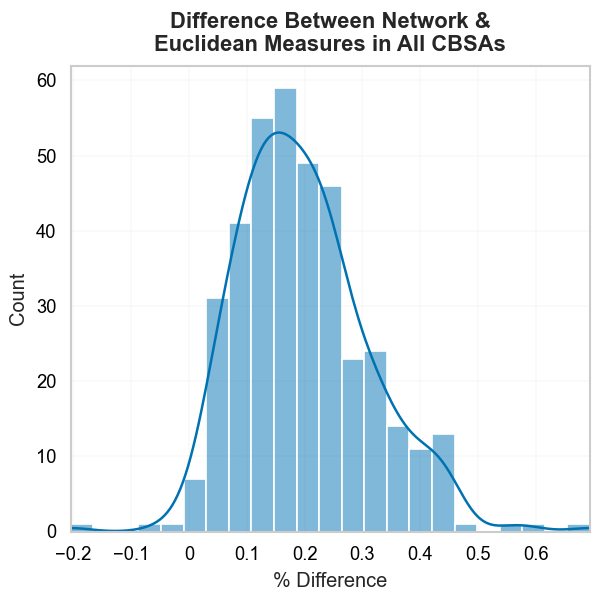 Difference Between Network &
Euclidean Measures in All CBSAs
60
50
40
30
20
10
0
Count
−0.2 −0.1 0 0.1 0.2 0.3 0.4 0.5 0.6
% Difference